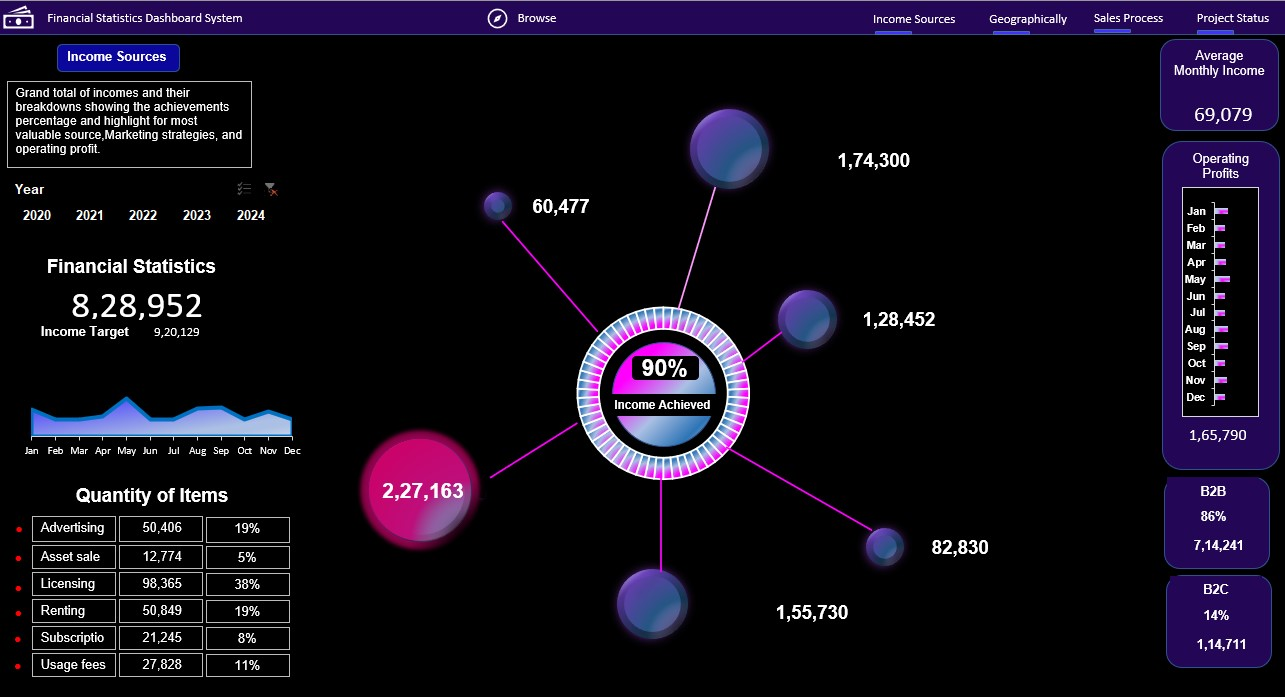 Financial Statistics Dashboard System
Browse
Income Sources
Geographically
Sales Process
Project Status
Income Sources
Grand total of incomes and their
breakdowns showing the achievements
percentage and highlight for most
valuable source,Marketing strategies, and
operating profit.
Year
2020 2021 2022 2023 2024
Financial Statistics
8,28,952
Income Target 9,20,129
Jan Feb Mar Apr May Jun Jul Aug Sep Oct Nov Dec
Quantity of Items
Advertising 50,406 19%
Asset sale 12,774 5%
Licensing 98,365 38%
Renting 50,849 19%
Subscriptio 21,245 8%
Usage fees 27,828 11%
1,74,300
60,477
1,28,452
90%
Income Achieved
2,27,163
82,830
1,55,730
Average
Monthly Income
69,079
Operating
Profits
Jan
Feb
Mar
Apr
May
Jun
Jul
Aug
Sep
Oct
Nov
Dec
1,65,790
B2B
86%
7,14,241
B2C
14%
1,14,711